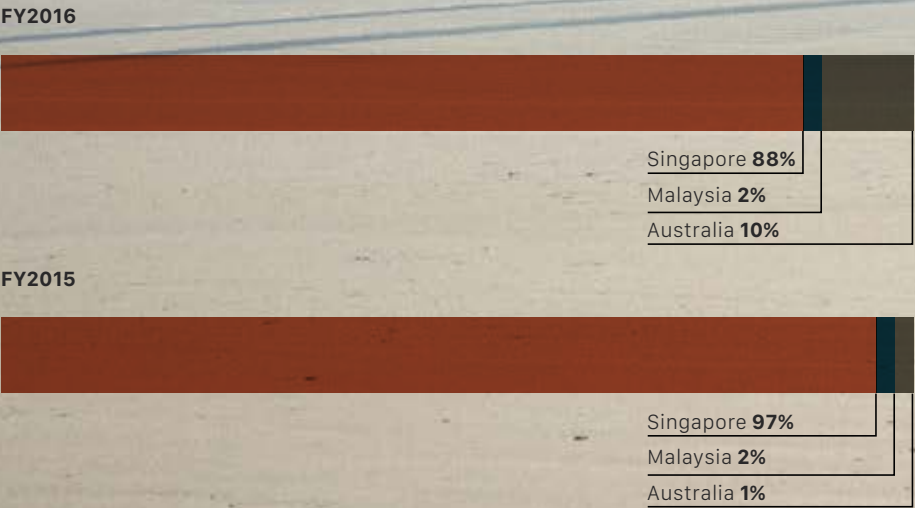 FY2016
Singapore 88%
Malaysia 2%
Australia 10%
FY2015
Singapore 97%
Malaysia 2%
Australia 1%